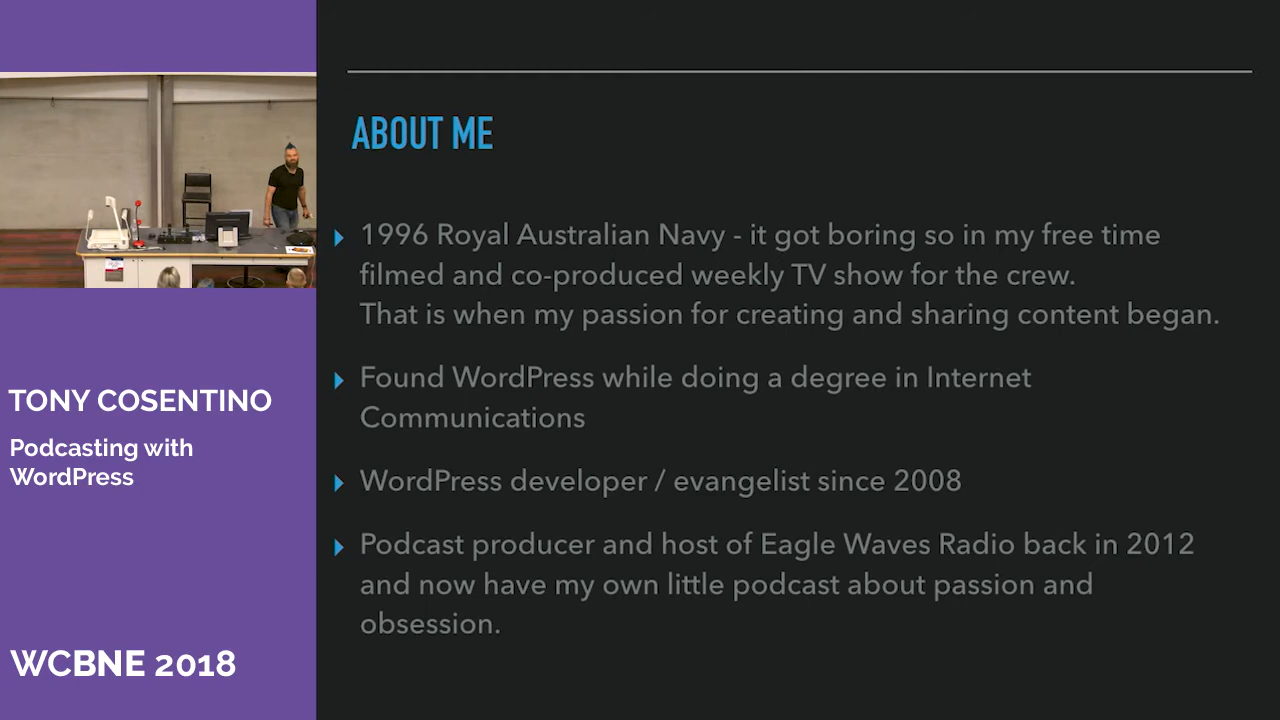 TONY COSENTINO
Podcasting with
WordPress
WCBNE 2018
ABOUT ME
1996 Royal Australian Navy - it got boring so in my free time
filmed and co-produced weekly TV show for the crew.
That is when my passion for creating and sharing content began.
Found WordPress while doing a degree in Internet
Communications
WordPress developer / evangelist since 2008
Podcast producer and host of Eagle Waves Radio back in 2012
and now have my own little podcast about passion and
obsession.